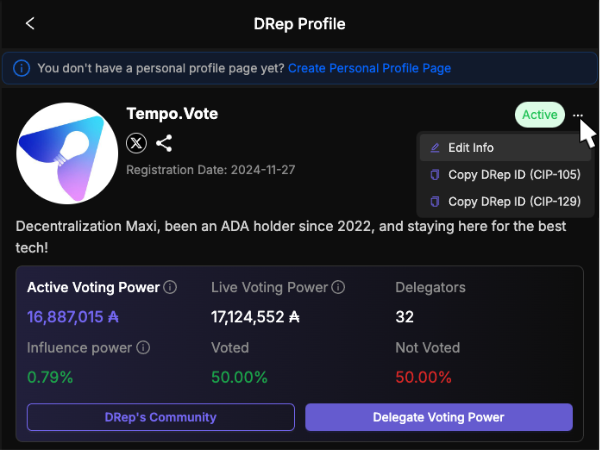 DRep Profile
You don't have a personal profile page yet? Create Personal Profile Page
Tempo.Vote
Active
Registration Date: 2024-11-27
Edit Info
Copy DRep ID (CIP-105)
Copy DRep ID (CIP-129)
Decentralization Maxi, been an ADA holder since 2022, and staying here for the best
tech!
Active Voting Power Live Voting Power Delegators
16,887,015 ₳ 17,124,552 ₳ 32
Influence power Voted Not Voted
0.79% 50.00% 50.00%
DRep's Community Delegate Voting Power